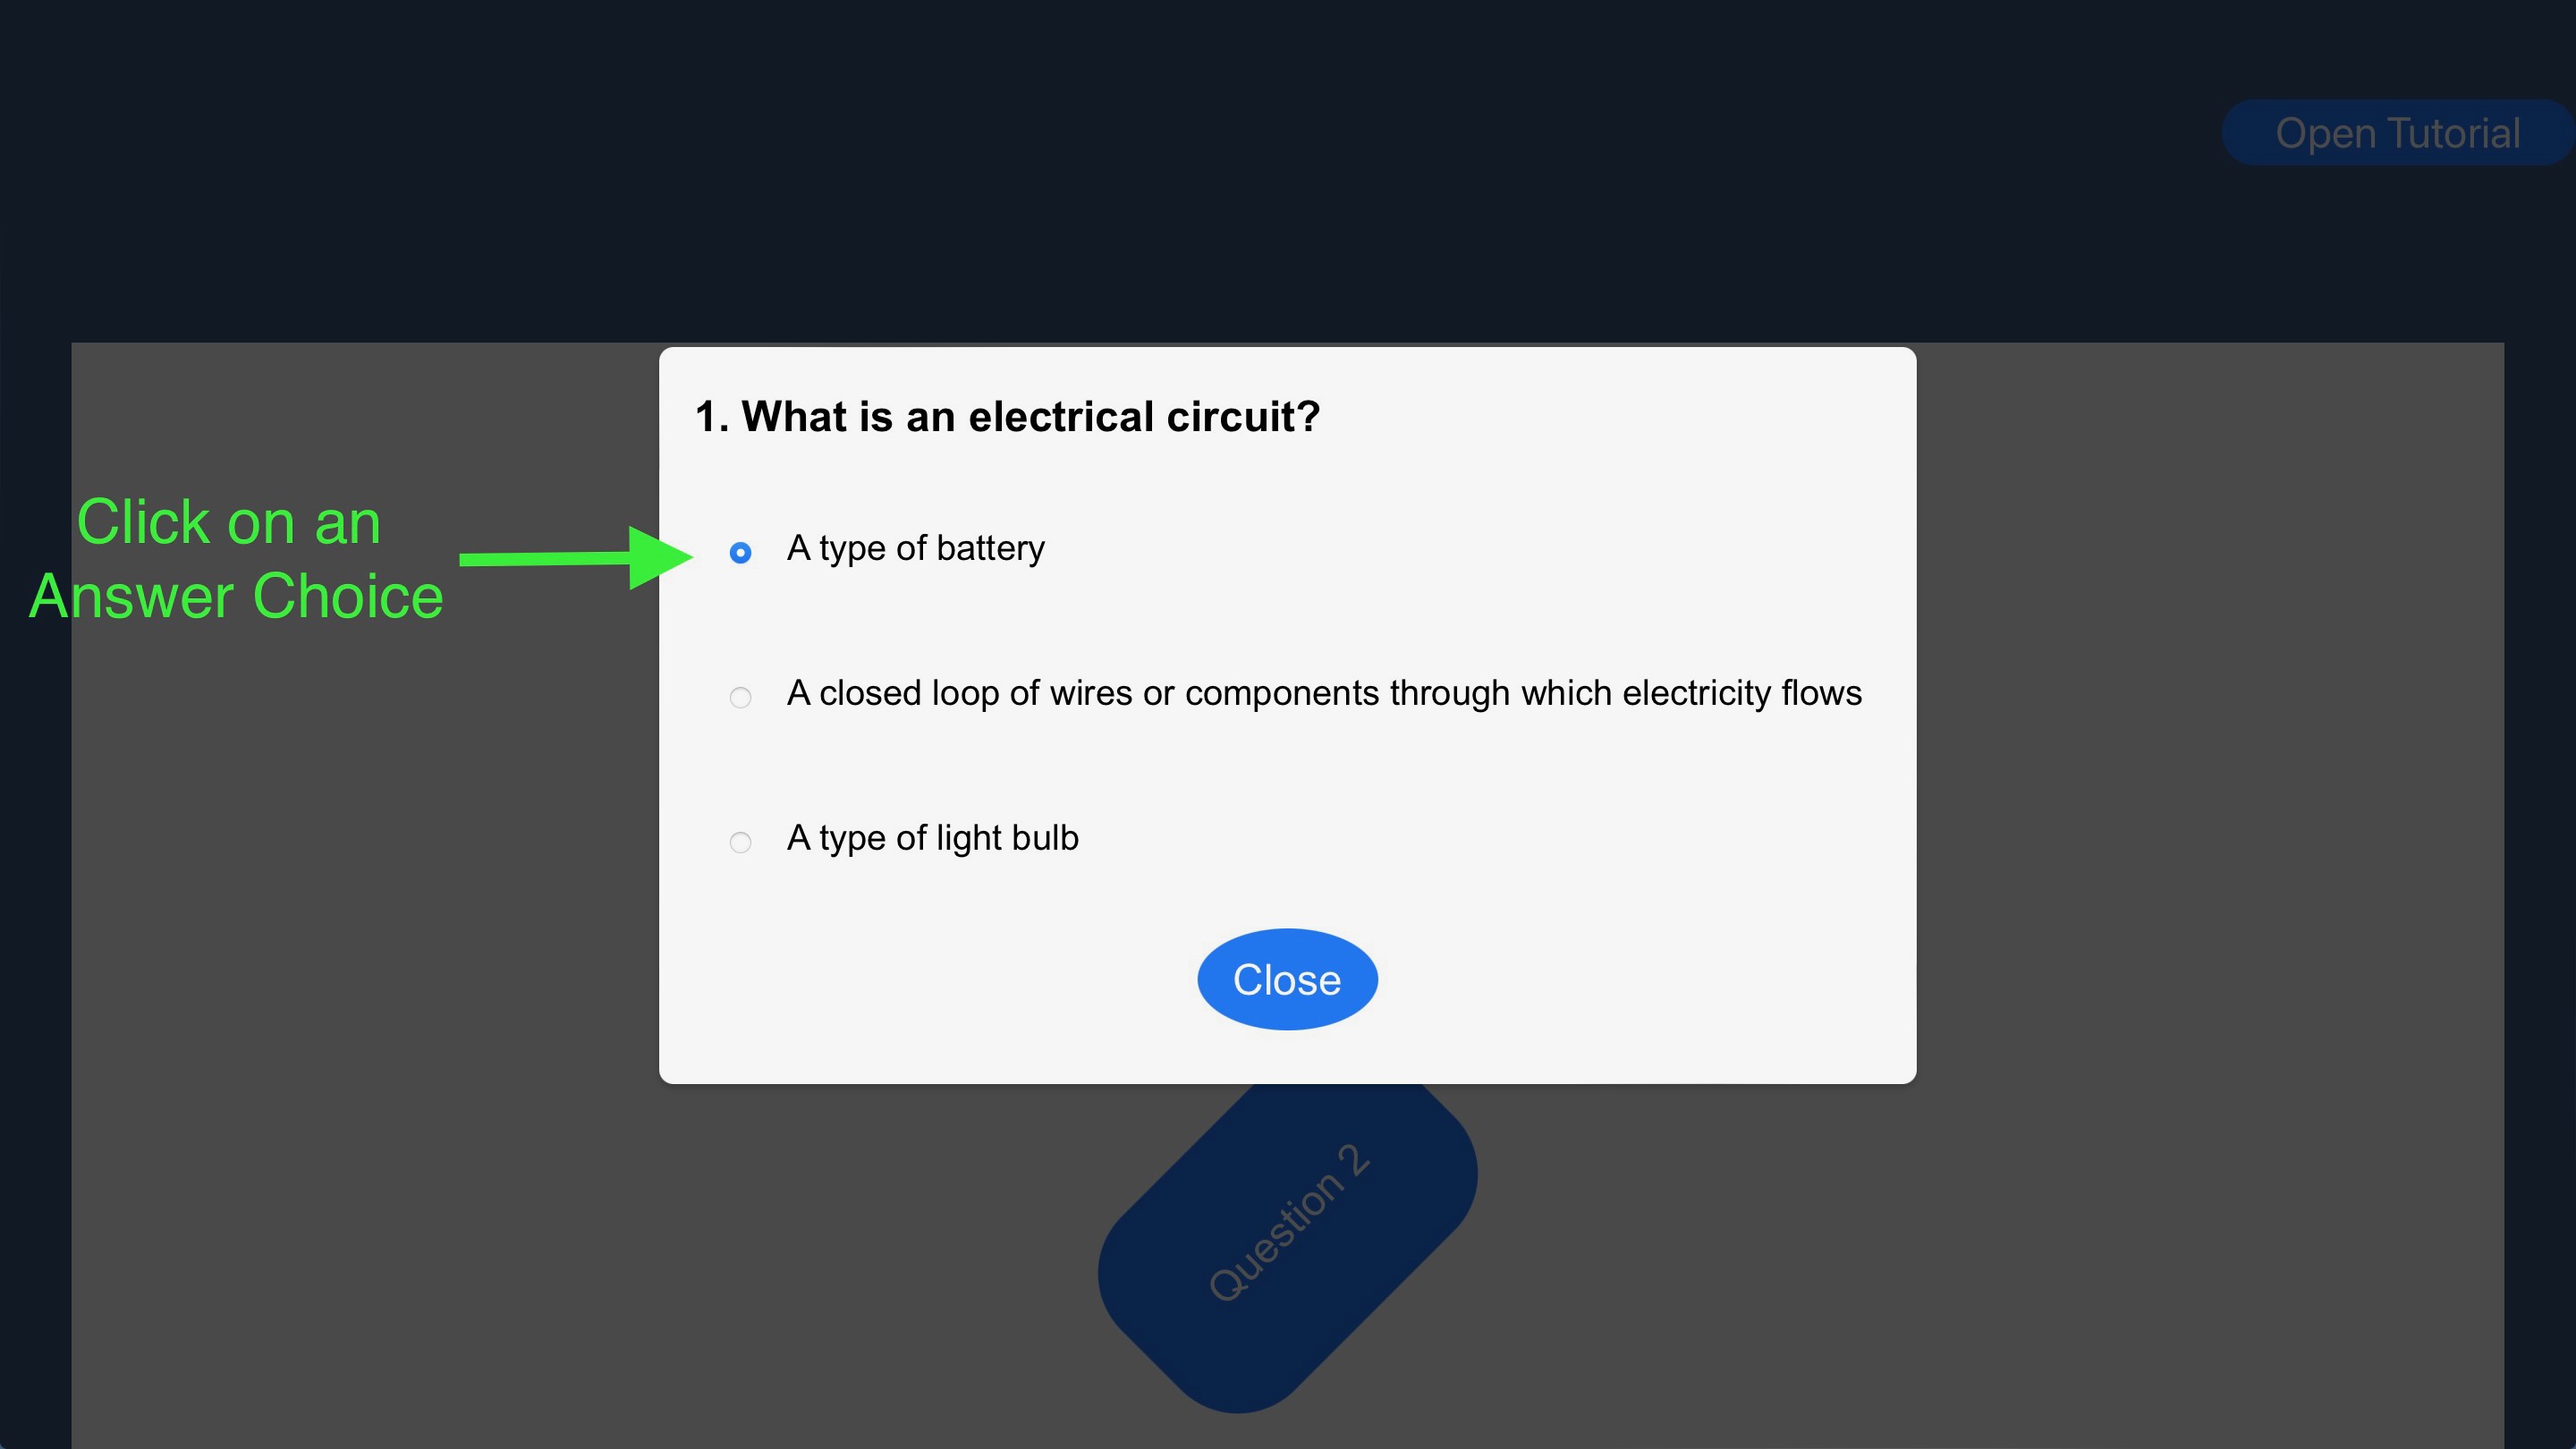 Open Tutorial
1. What is an electrical circuit?
Click on an
Answer Choice
A type of battery
A closed loop of wires or components through which electricity flows
A type of light bulb
Close
Question 2